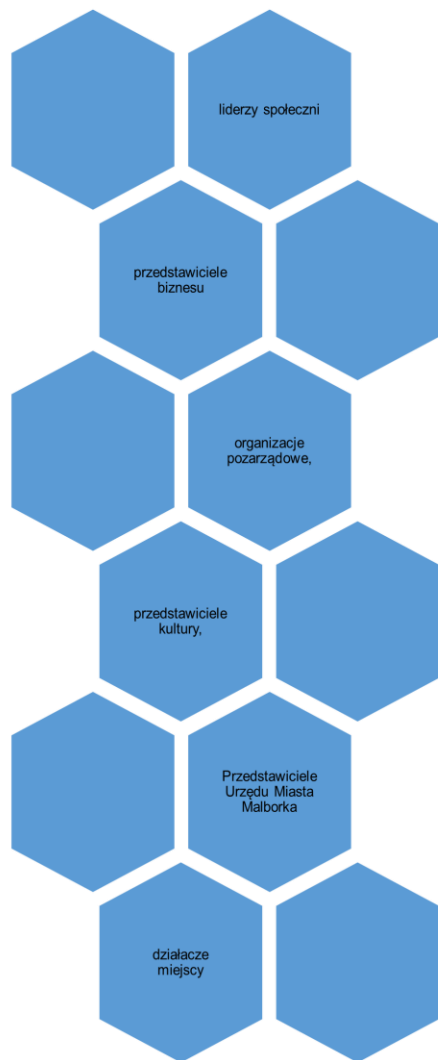 liderzy społeczni
przedstawiciele
biznesu
organizacje
pozarządowe,
przedstawiciele
kultury,
Przedstawiciele
Urzędu Miasta
Malborka
działacze
miejscy